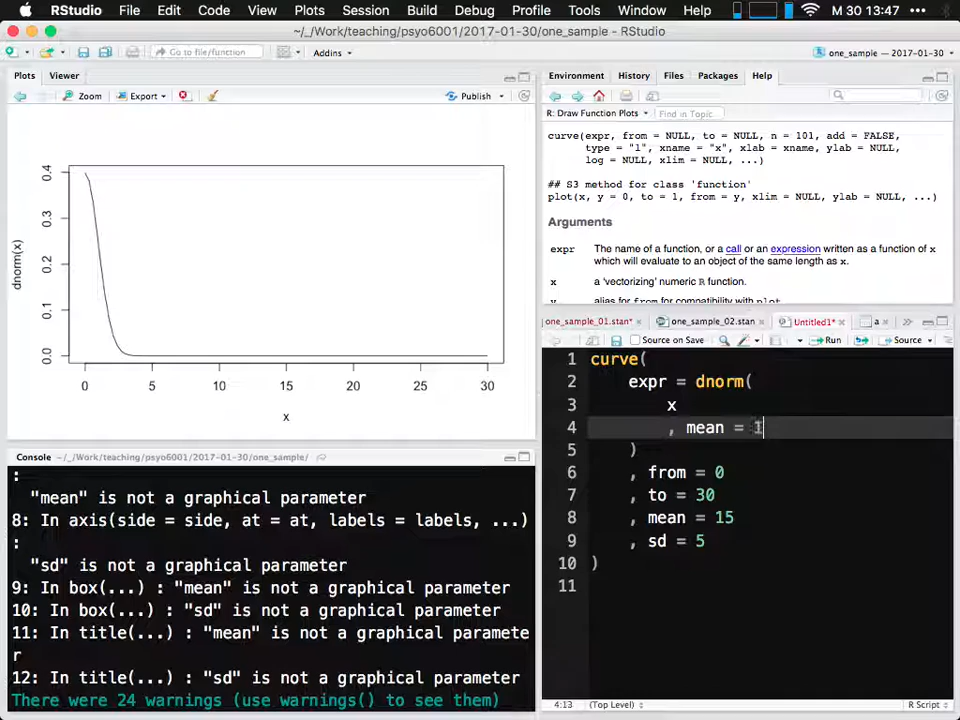 RStudio File Edit Code View Plots Session Build Debug Profile Tools Window Help M 30 13:47
~/_/Work/teaching/psyo6001/2017-01-30/one_sample - RStudio
Go to file/function Addins one_sample — 2017-01-30
Plots Viewer
Zoom Export Publish
dnorm(x)
0.4
0.3
0.2
0.1
0.0
0 5 10 15 20 25 30
x
Console ~/_/Work/teaching/psyo6001/2017-01-30/one_sample/
:
"mean" is not a graphical parameter
8: In axis(side = side, at = at, labels = labels, ...)
:
"sd" is not a graphical parameter
9: In box(...) : "mean" is not a graphical parameter
10: In box(...) : "sd" is not a graphical parameter
11: In title(...) : "mean" is not a graphical paramete
r
12: In title(...) : "sd" is not a graphical parameter
There were 24 warnings (use warnings() to see them)
Environment History Files Packages Help
R: Draw Function Plots Find in Topic
curve(expr, from = NULL, to = NULL, n = 101, add = FALSE,
type = "l", xname = "x", xlab = xname, ylab = NULL,
log = NULL, xlim = NULL, ...)
## S3 method for class 'function'
plot(x, y = 0, to = 1, from = y, xlim = NULL, ylab = NULL, ...)
Arguments
expr The name of a function, or a call or an expression written as a function of x
which will evaluate to an object of the same length as x.
x a 'vectorizing' numeric R function.
y alias for from for compatibility with plot
one_sample_01.stan* one_sample_02.stan Untitled1* a
Source on Save Run Source
1 curve(
2 expr = dnorm(
3 x
4 , mean = 1
5 )
6 , from = 0
7 , to = 30
8 , mean = 15
9 , sd = 5
10 )
11
4:13 (Top Level) R Script